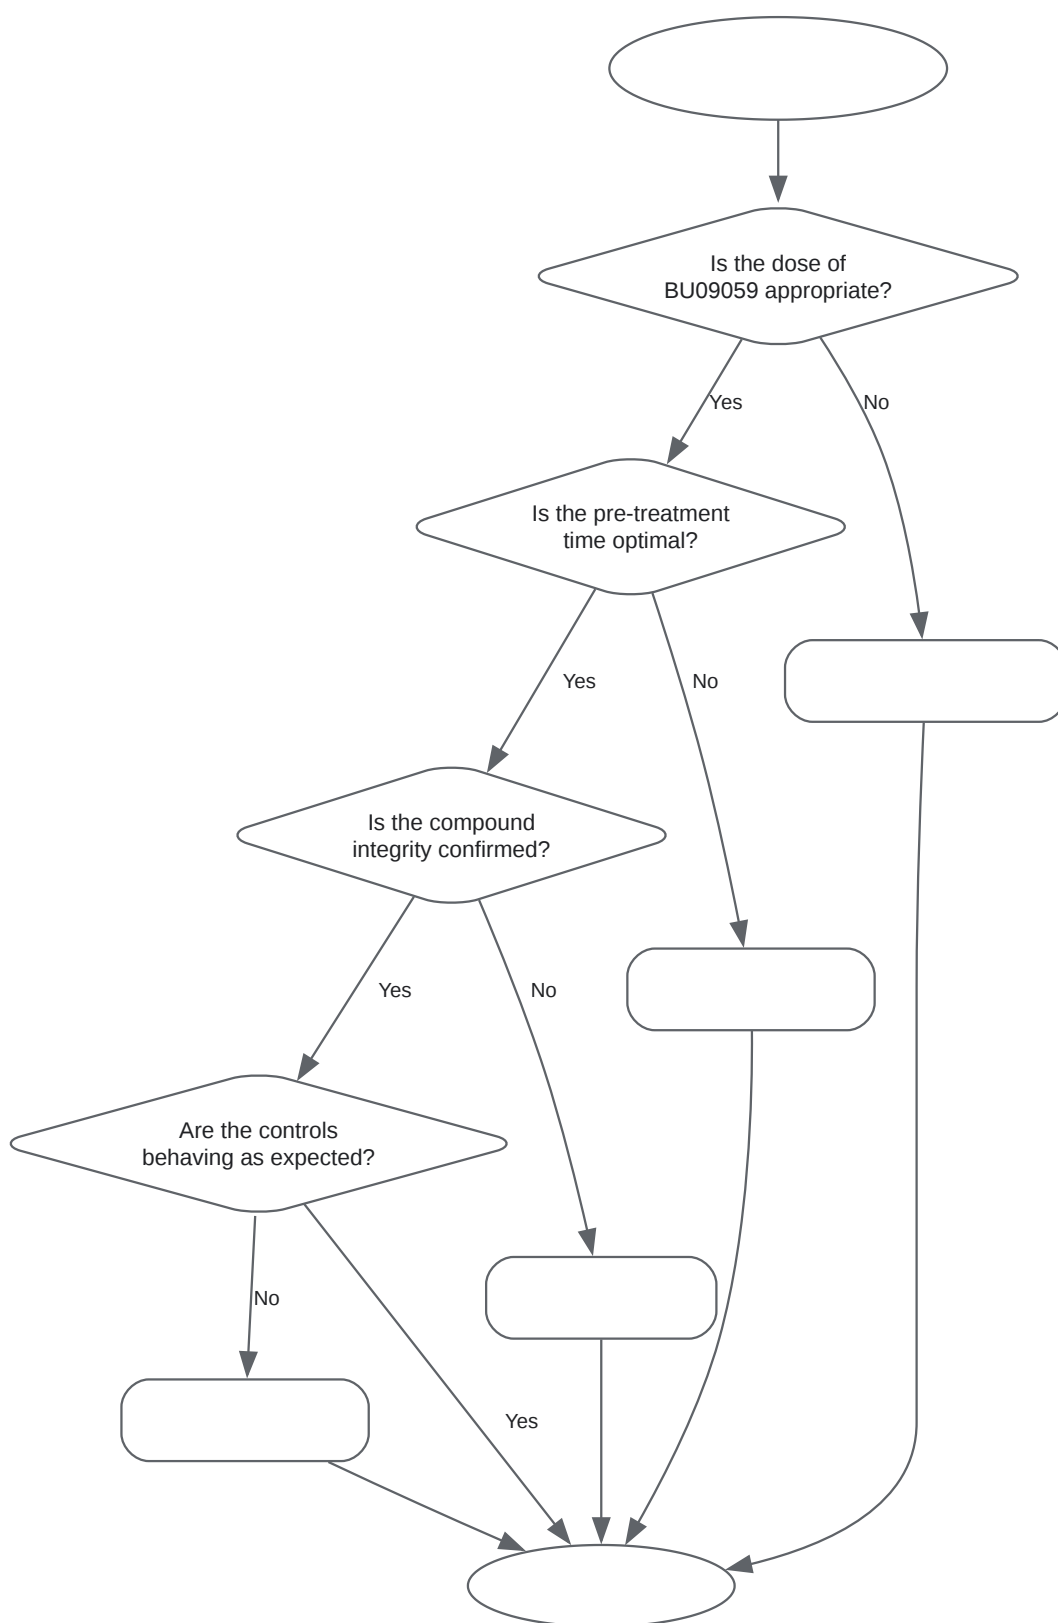 Is the dose of
BU09059 appropriate?
Yes
No
Is the pre-treatment
time optimal?
Yes
No
Is the compound
integrity confirmed?
Yes
No
Are the controls
behaving as expected?
No
Yes